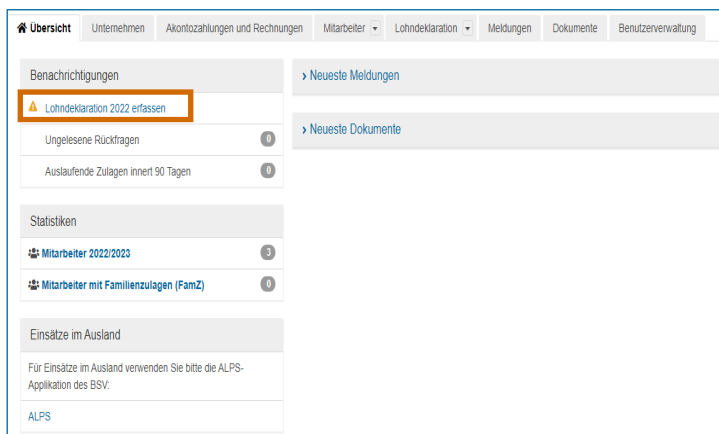 Übersicht Unternehmen Akontozahlungen und Rechnungen Mitarbeiter Lohndeklaration Meldungen Dokumente Benutzerverwaltung
Benachrichtigungen
Lohndeklaration 2022 erfassen
Ungelesene Rückfragen 0
Auslaufende Zulagen innert 90 Tagen 0
Statistiken
Mitarbeiter 2022/2023 3
Mitarbeiter mit Familienzulagen (FamZ) 0
Einsätze im Ausland
Für Einsätze im Ausland verwenden Sie bitte die ALPS-
Applikation des BSV:
ALPS
› Neueste Meldungen
› Neueste Dokumente